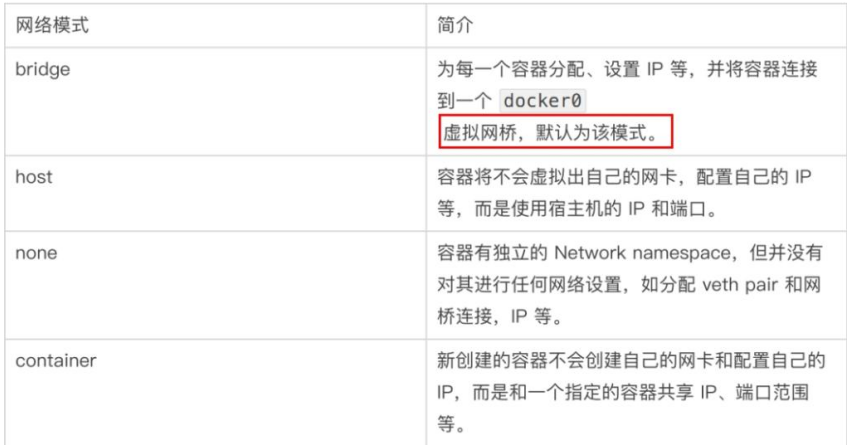 网络模式
简介
bridge
为每一个容器分配、设置 IP 等，并将容器连接
到一个 docker0
虚拟网桥，默认为该模式。
host
容器将不会虚拟出自己的网卡，配置自己的 IP
等，而是使用宿主机的 IP 和端口。
none
容器有独立的 Network namespace，但并没有
对其进行任何网络设置，如分配 veth pair 和网
桥连接，IP 等。
container
新创建的容器不会创建自己的网卡和配置自己的
IP，而是和一个指定的容器共享 IP、端口范围
等。